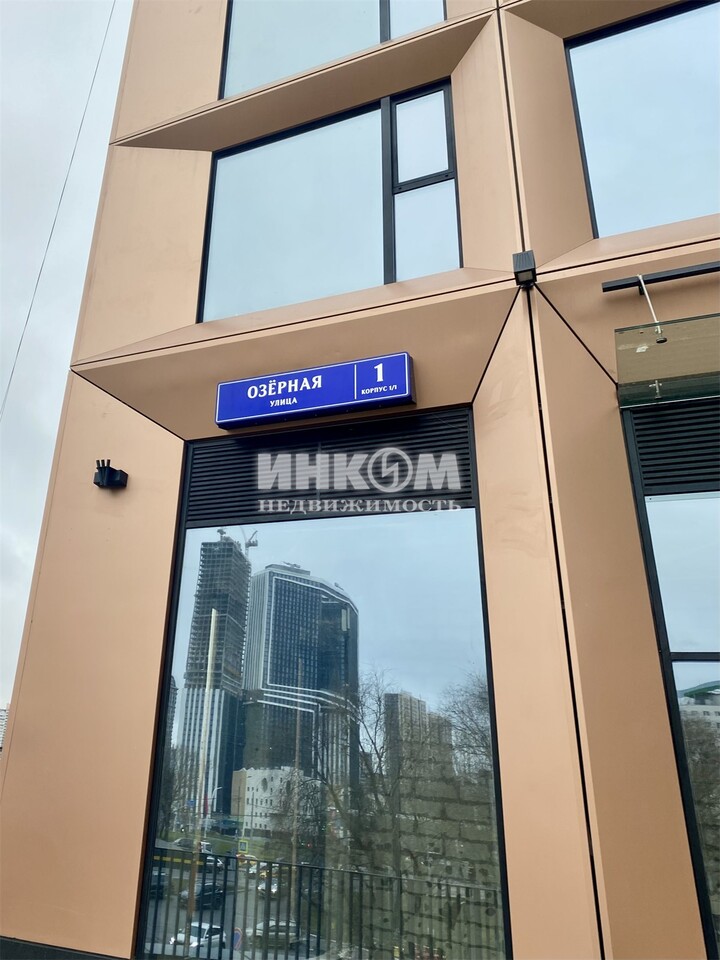 ОЗЁРНАЯ
УЛИЦА
1
КОРПУС 1/1
ИНКОМ
НЕДВИЖИМОСТЬ